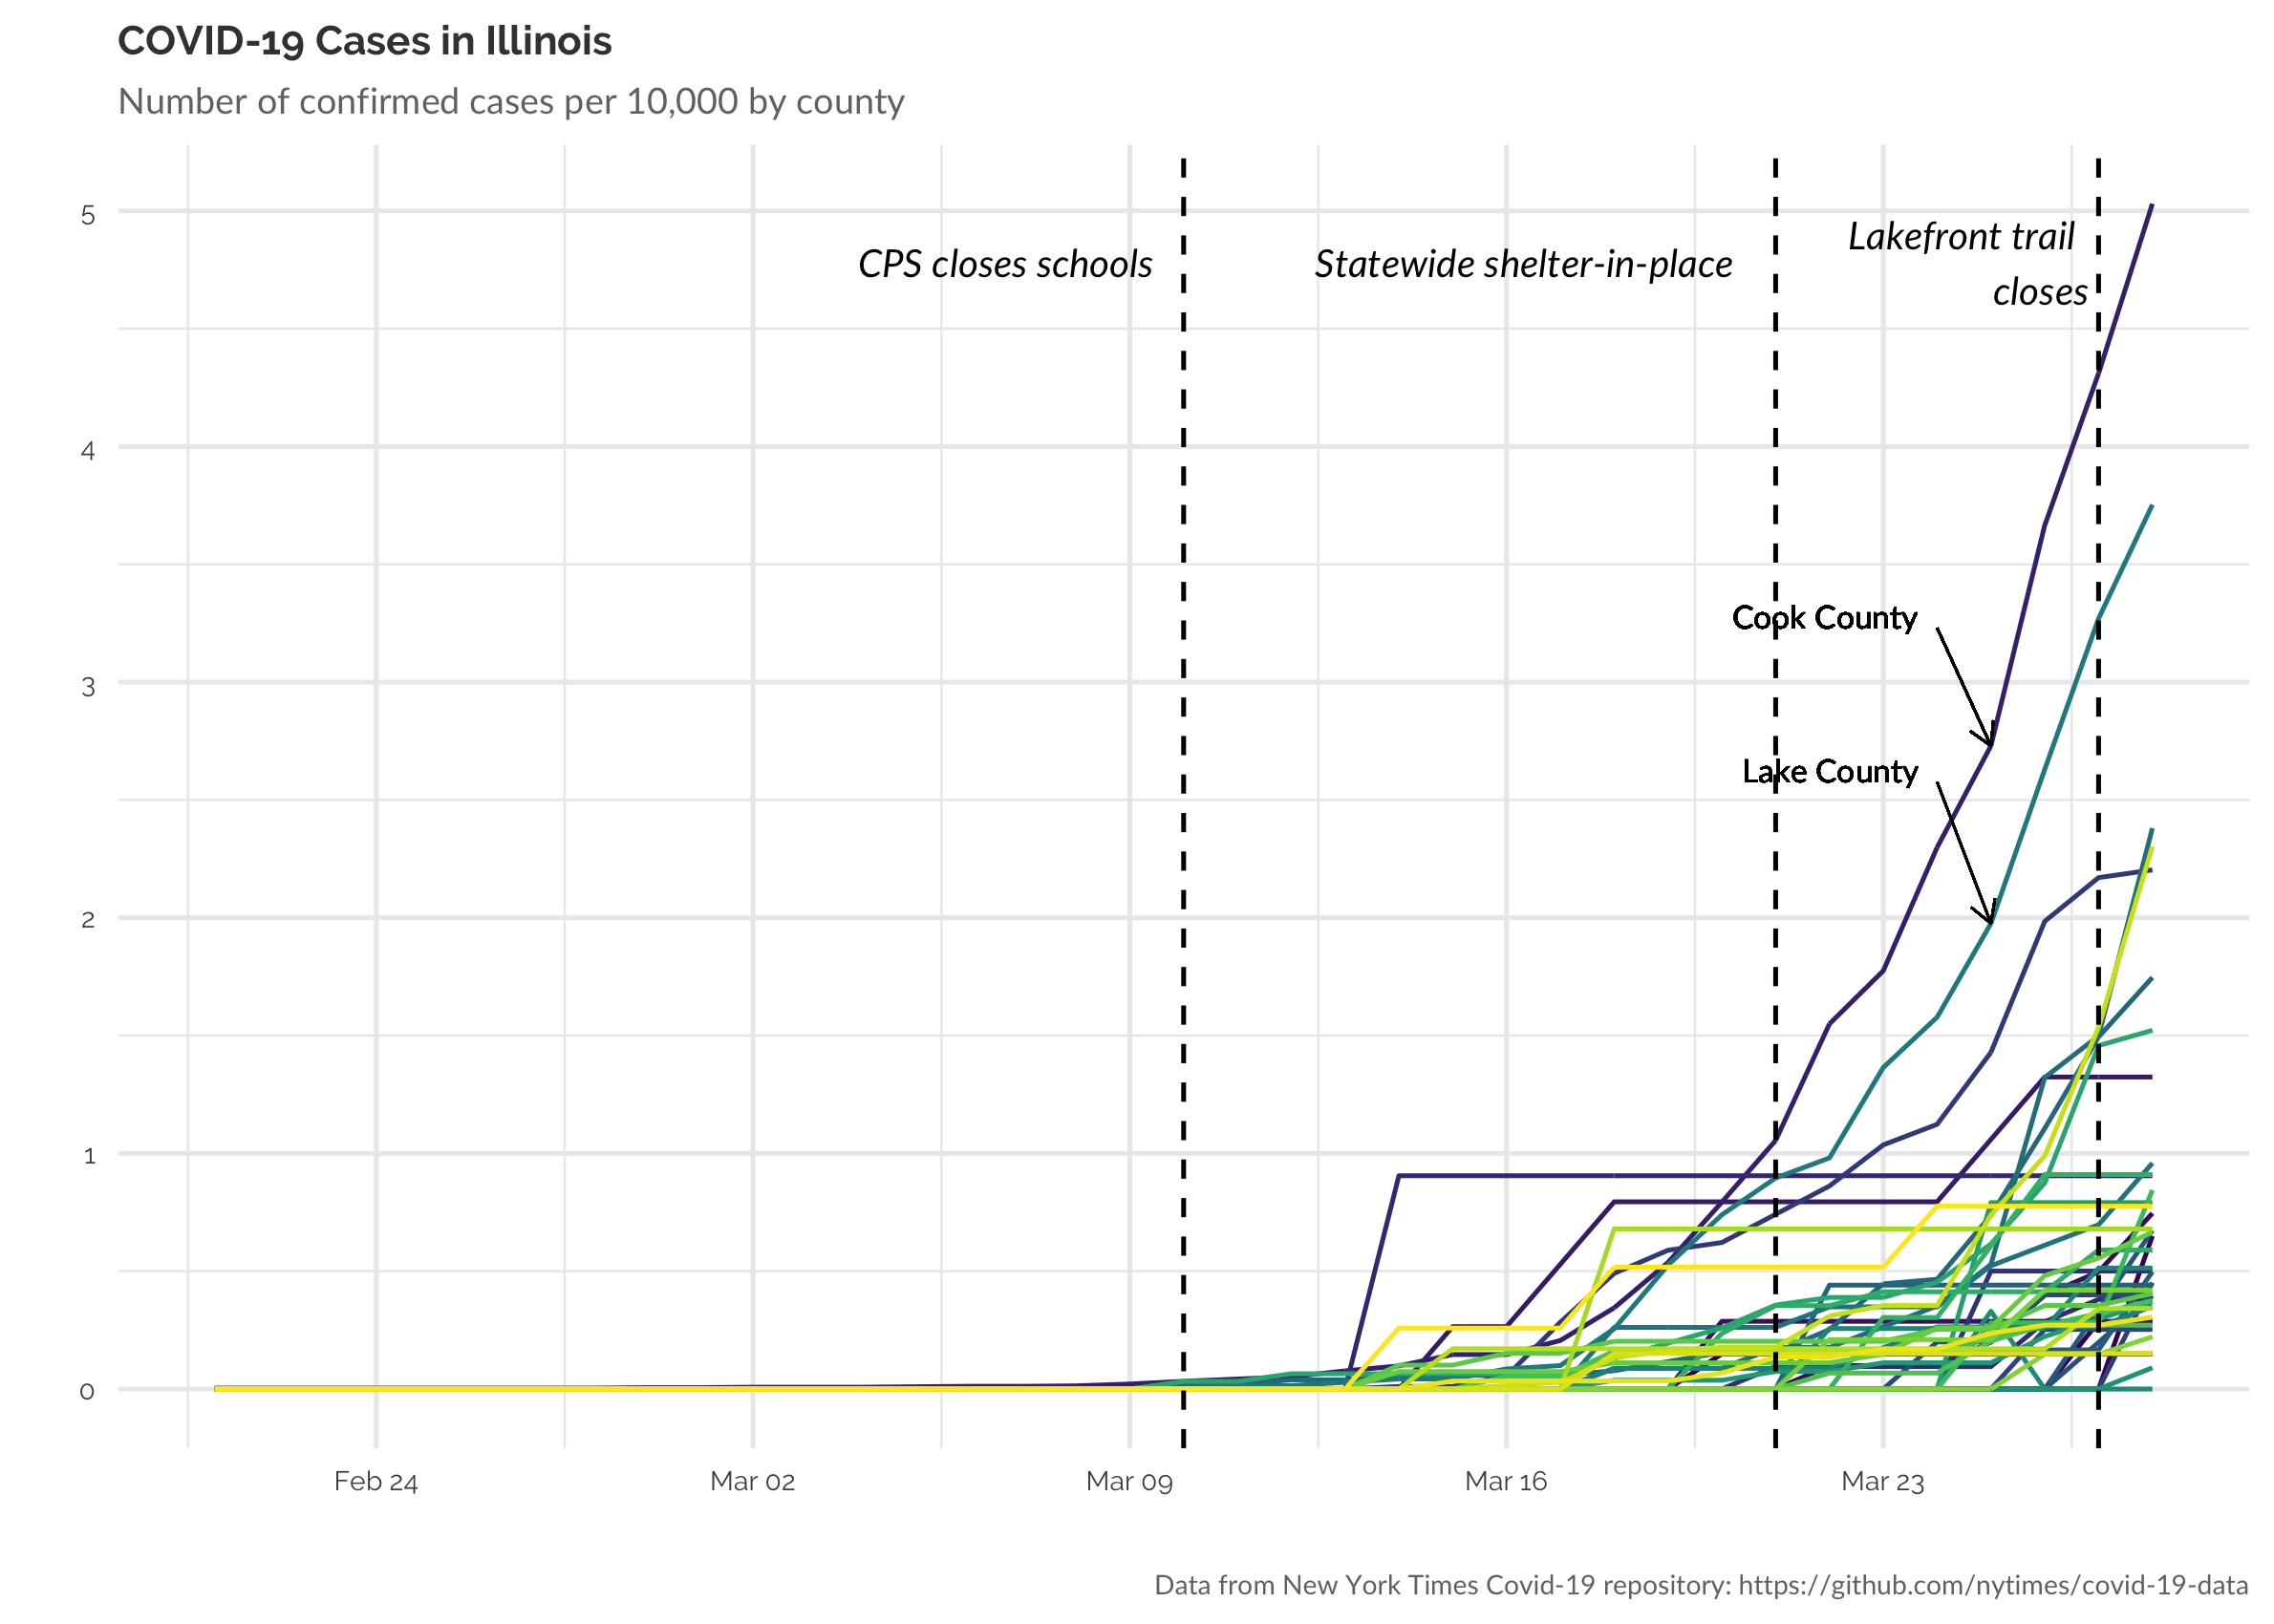 COVID-19 Cases in Illinois
Number of confirmed cases per 10,000 by county
5
4
3
2
1
0
CPS closes schools
Statewide shelter-in-place
Lakefront trail
closes
Cook County
Lake County
Feb 24
Mar 02
Mar 09
Mar 16
Mar 23
Data from New York Times Covid-19 repository: https://github.com/nytimes/covid-19-data